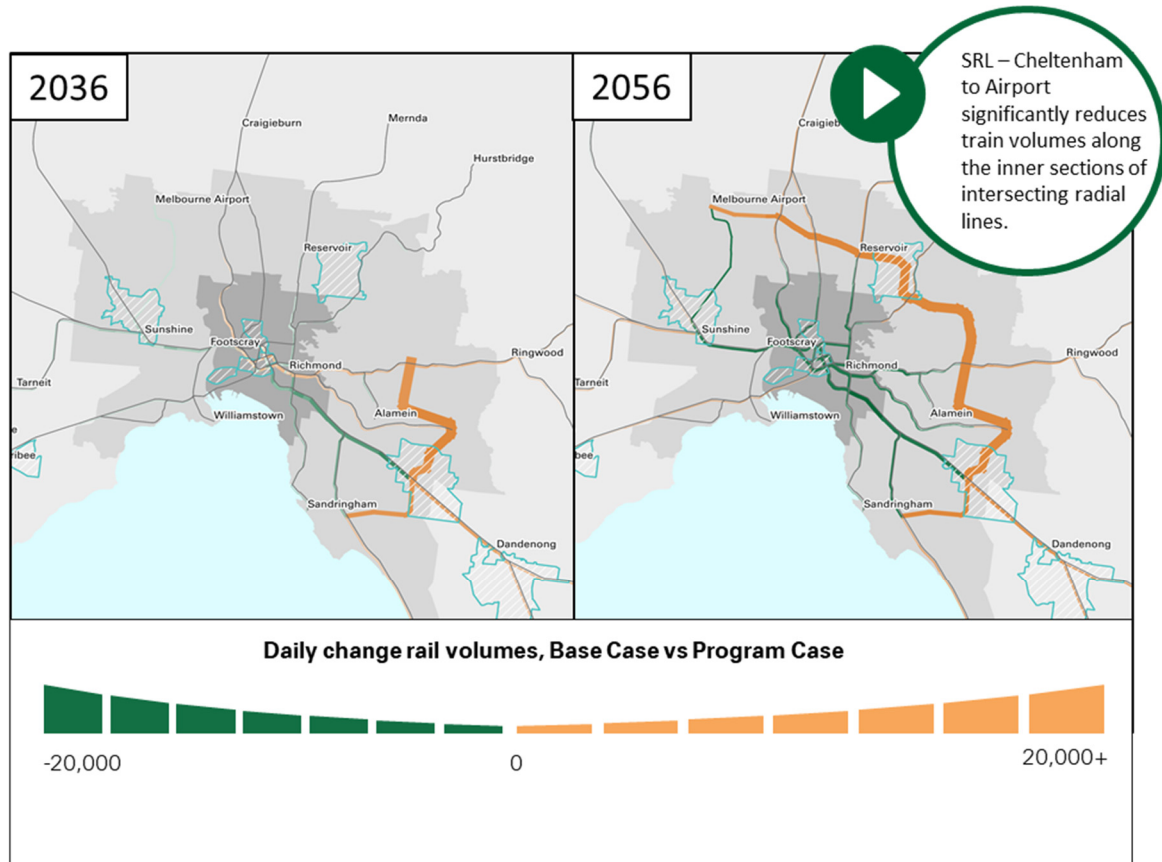 2036
Craigieburn
Mernda
Hurstbridge
Melbourne Airport
Reservoir
Sunshine
Footscray
Richmond
Ringwood
Tarneit
Williamstown
Alamein
ribee
Sandringham
Dandenong
2056
Craigieb
Melbourne Airport
Reservoir
Sunshine
Footscray
Richmond
Ringwood
Tarneit
Williamstown
Alamein
ribee
Sandringham
Dandenong
SRL – Cheltenham
to Airport
significantly reduces
train volumes along
the inner sections of
intersecting radial
lines.
Daily change rail volumes, Base Case vs Program Case
-20,000
0
20,000+